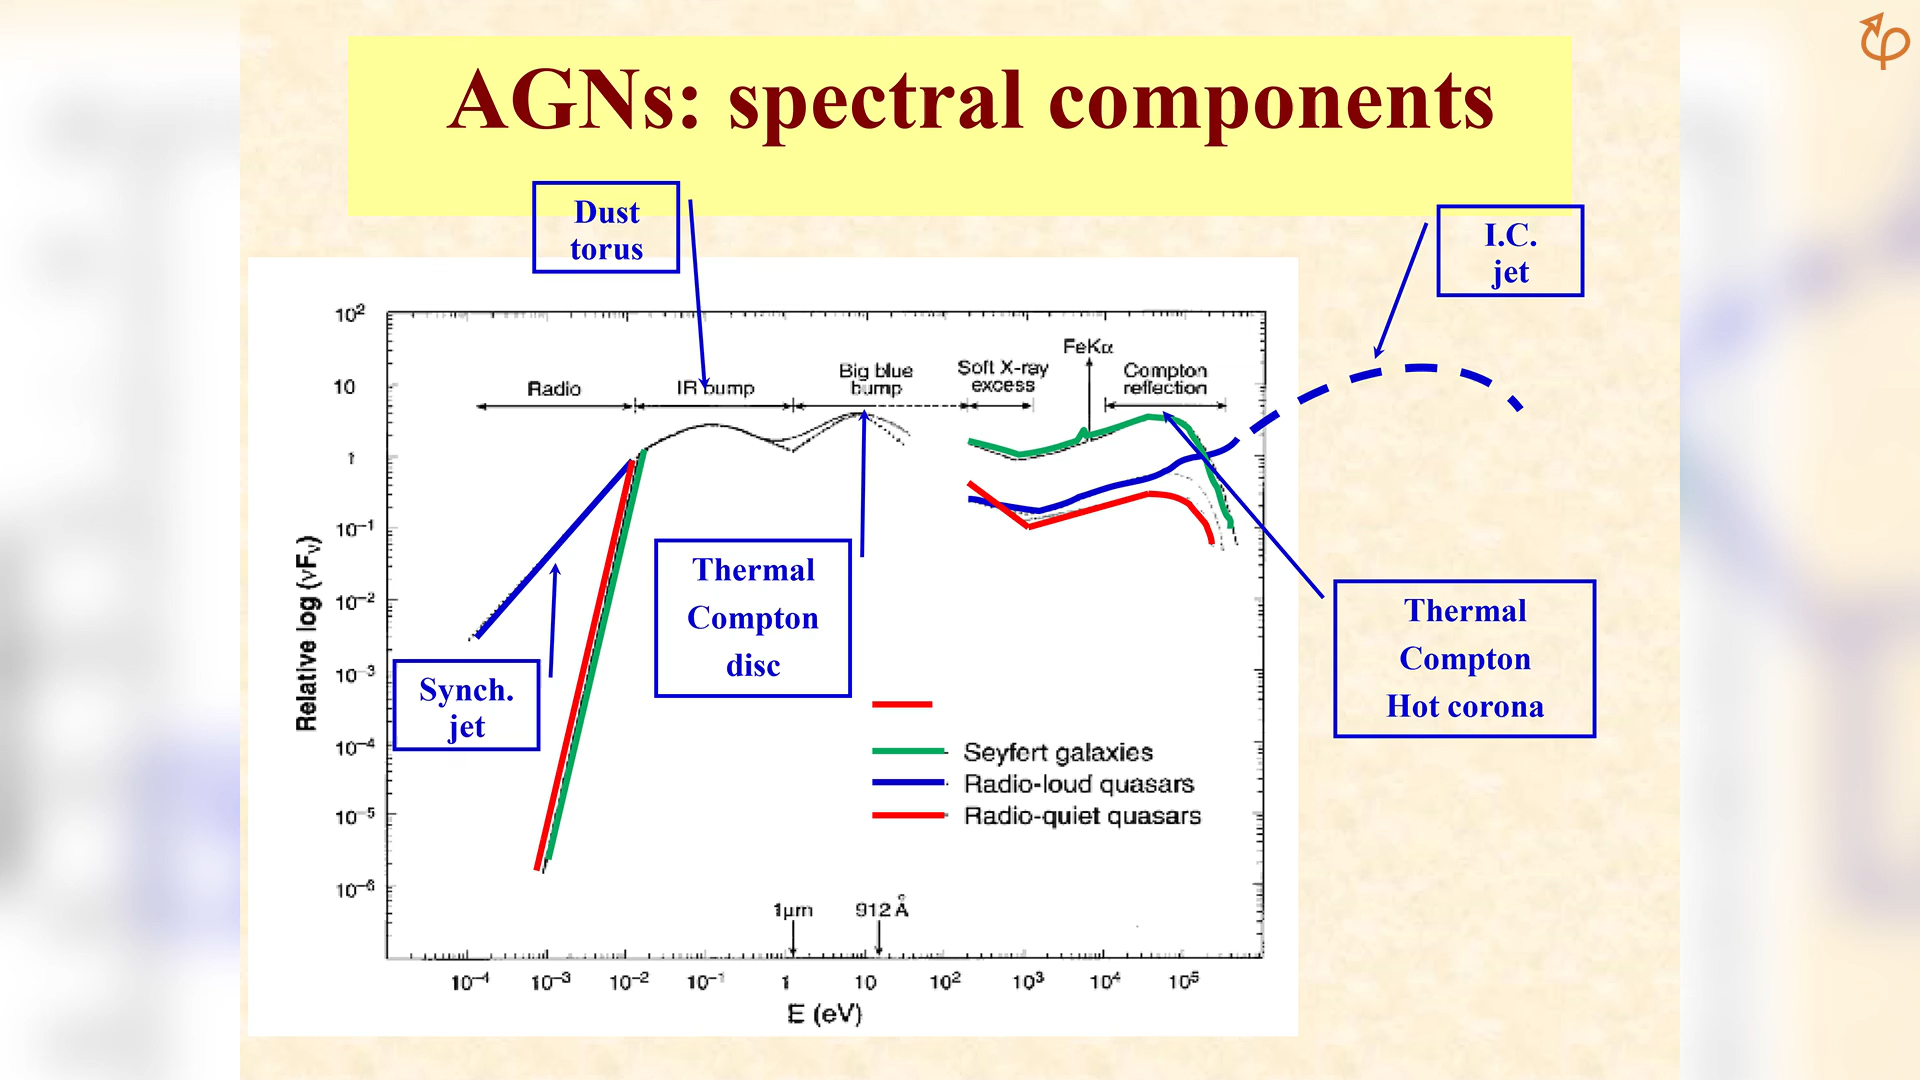 AGNs: spectral components
Dust
torus
I.C.
jet
10²
10
1
10⁻¹
10⁻²
10⁻³
10⁻⁴
10⁻⁵
10⁻⁶
Relative log (νFν)
Radio
IR bump
Big blue
bump
Soft X-ray
excess
FeKα
Compton
reflection
Thermal
Compton
disc
Synch.
jet
Thermal
Compton
Hot corona
Seyfert galaxies
Radio-loud quasars
Radio-quiet quasars
1μm
912 Å
10⁻⁴ 10⁻³ 10⁻² 10⁻¹ 1 10 10² 10³ 10⁴ 10⁵
E (eV)